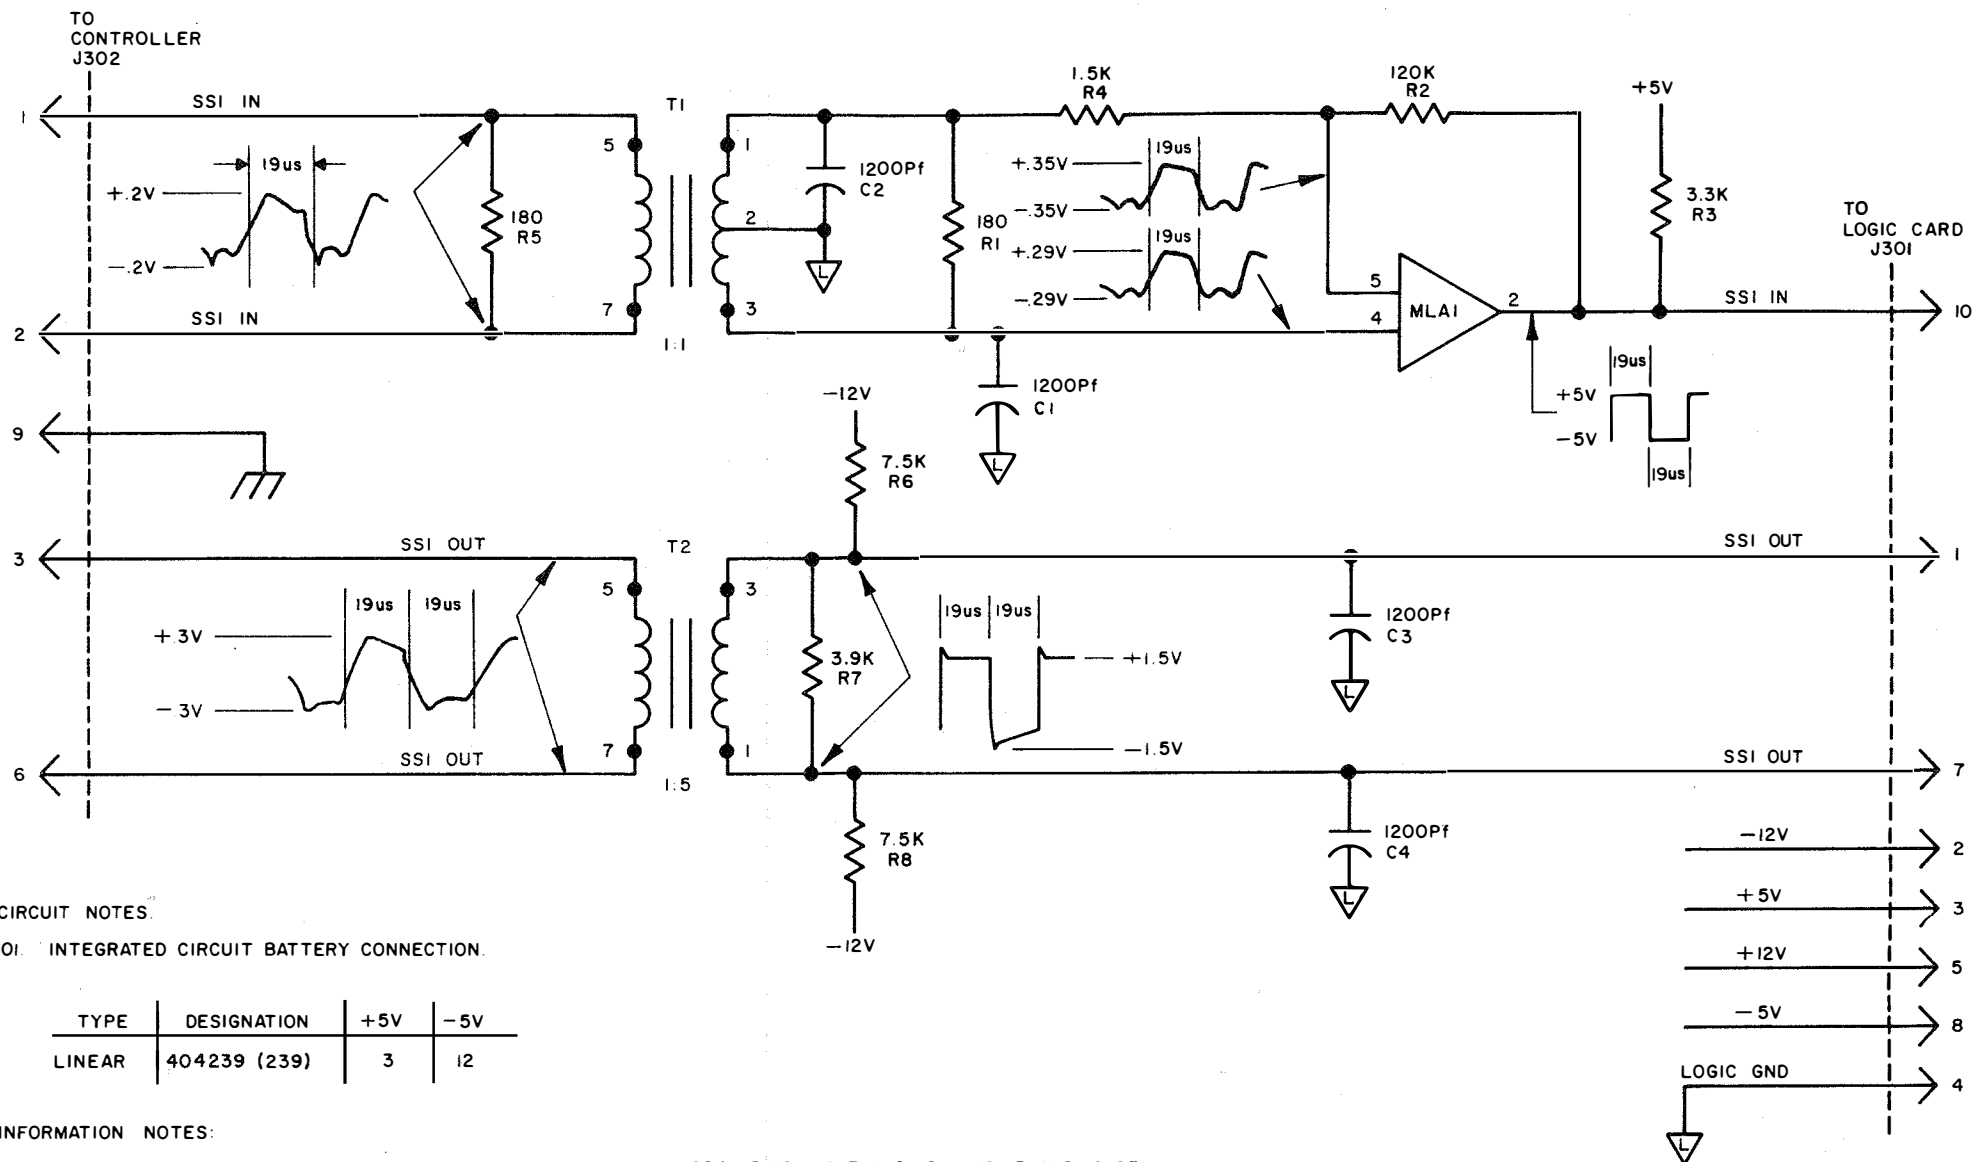 TO
CONTROLLER
J302
1
SSI IN
19us
+.2V
-.2V
180
R5
2
SSI IN
T1
5
7
1
2
3
1:1
1200Pf
C2
L
180
R1
1.5K
R4
120K
R2
+.35V
-.35V
19us
+.29V
-.29V
19us
5
4
MLA1
2
+5V
3.3K
R3
TO
LOGIC CARD
J301
SSI IN
10
19us
+5V
-5V
19us
1200Pf
C1
L
9
-12V
7.5K
R6
3
SSI OUT
19us
19us
+.3V
-.3V
6
SSI OUT
T2
5
7
3
1
1:5
3.9K
R7
19us
19us
+1.5V
-1.5V
SSI OUT
1
1200Pf
C3
L
SSI OUT
7
7.5K
R8
-12V
1200Pf
C4
L
-12V
2
+5V
3
+12V
5
-5V
8
LOGIC GND
4
L
CIRCUIT NOTES.
01. INTEGRATED CIRCUIT BATTERY CONNECTION.
TYPE DESIGNATION +5V -5V
LINEAR 404239 (239) 3 12
INFORMATION NOTES: